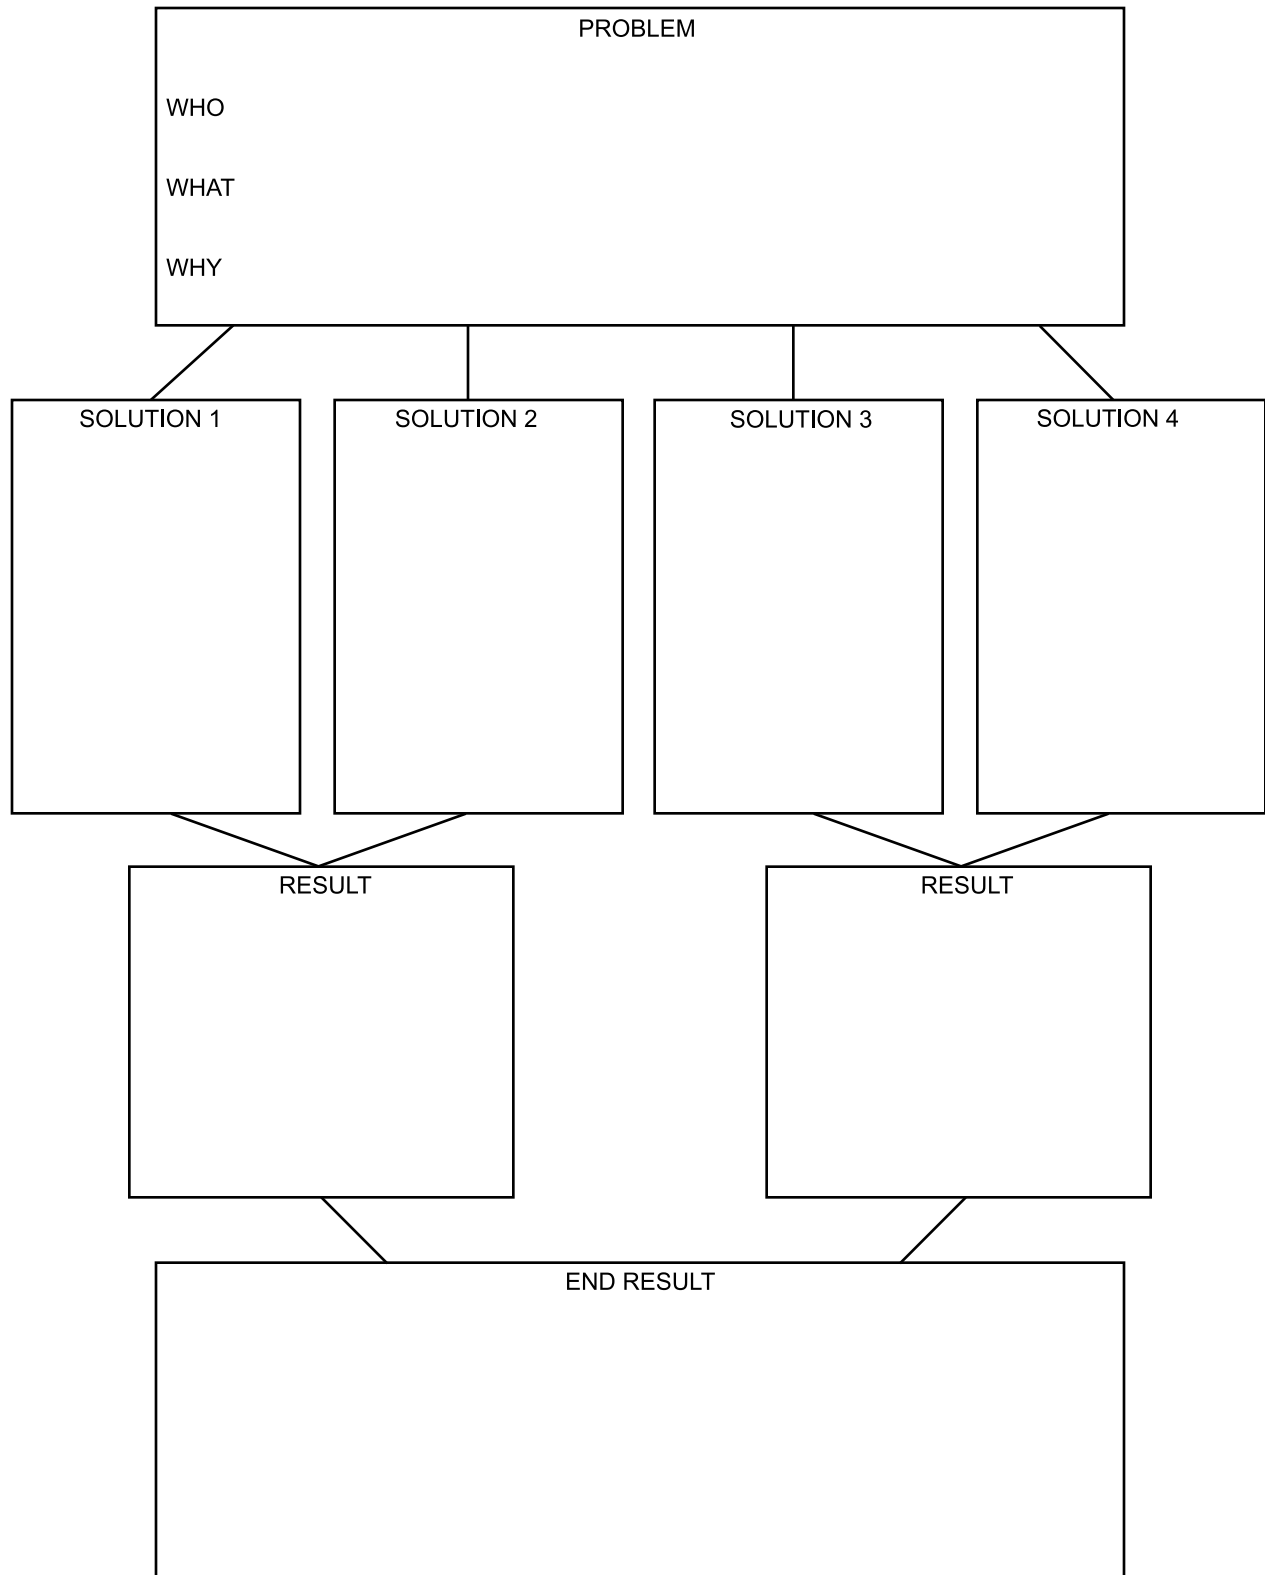 PROBLEM
WHO
WHAT
WHY
SOLUTION 1
SOLUTION 2
SOLUTION 3
SOLUTION 4
RESULT
RESULT
END RESULT